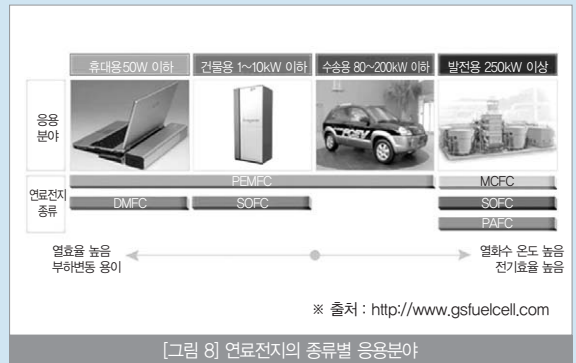 휴대용50W 이하 건물용 1~10kW 이하 수송용 80~200kW 이하 발전용 250kW 이상
응용
분야
연료전지
종류
PEMFC MCFC
DMFC SOFC SOFC
PAFC
열효율 높음
부하변동 용이
열회수 온도 높음
전기효율 높음
※ 출처 : http://www.gsfuelcell.com
[그림 8] 연료전지의 종류별 응용분야